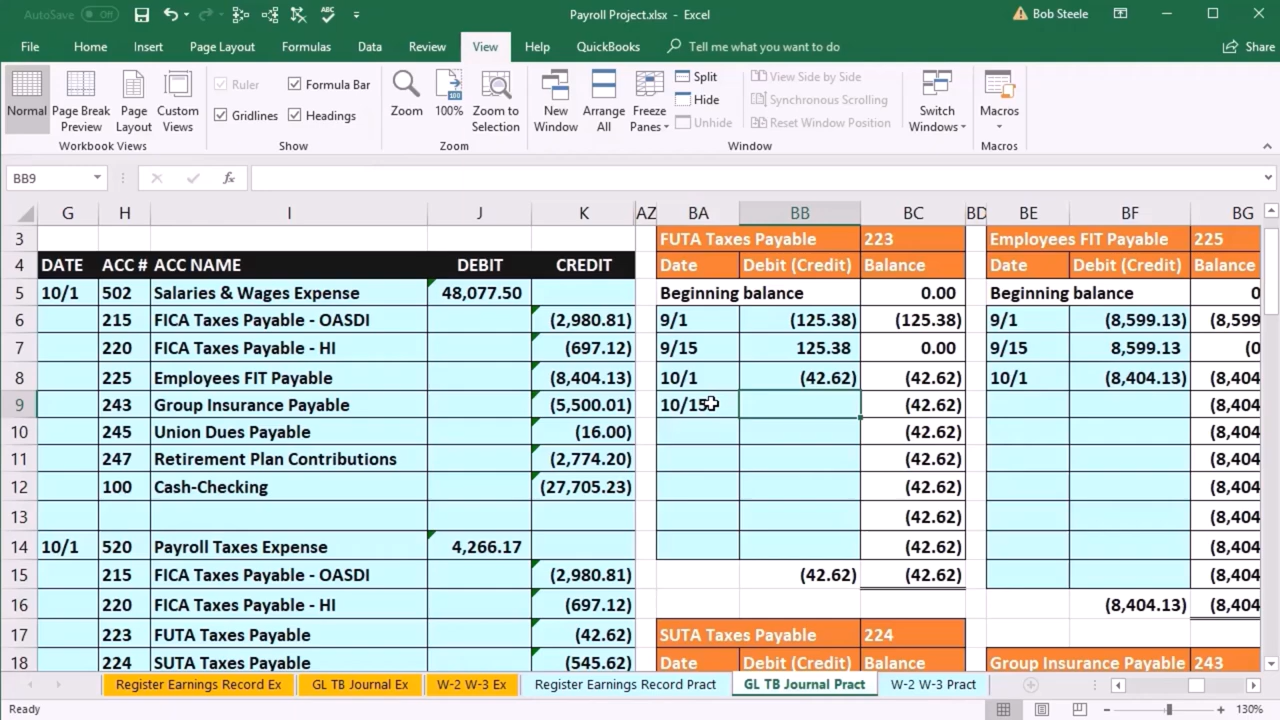 AutoSave Off Payroll Project.xlsx - Excel Bob Steele
File Home Insert Page Layout Formulas Data Review View Help QuickBooks Tell me what you want to do Share
Normal Page Break Preview Page Layout Custom Views
Workbook Views
Ruler Formula Bar
Gridlines Headings
Show
Zoom 100% Zoom to Selection
Zoom
New Window Arrange All Freeze Panes Split Hide Unhide
View Side by Side
Synchronous Scrolling
Reset Window Position
Switch Windows
Window
Macros
Macros
BB9 fx
G H I J K AZ BA BB BC BD BE BF BG
3 FUTA Taxes Payable 223 Employees FIT Payable 225
4 DATE ACC # ACC NAME DEBIT CREDIT Date Debit (Credit) Balance Date Debit (Credit) Balance
5 10/1 502 Salaries & Wages Expense 48,077.50 Beginning balance 0.00 Beginning balance 0
6 215 FICA Taxes Payable - OASDI (2,980.81) 9/1 (125.38) (125.38) 9/1 (8,599.13) (8,599
7 220 FICA Taxes Payable - HI (697.12) 9/15 125.38 0.00 9/15 8,599.13 (0
8 225 Employees FIT Payable (8,404.13) 10/1 (42.62) (42.62) 10/1 (8,404.13) (8,404
9 243 Group Insurance Payable (5,500.01) 10/15 (42.62) (8,404
10 245 Union Dues Payable (16.00) (42.62) (8,404
11 247 Retirement Plan Contributions (2,774.20) (42.62) (8,404
12 100 Cash-Checking (27,705.23) (42.62) (8,404
13 (42.62) (8,404
14 10/1 520 Payroll Taxes Expense 4,266.17 (42.62) (8,404
15 215 FICA Taxes Payable - OASDI (2,980.81) (42.62) (42.62) (8,404
16 220 FICA Taxes Payable - HI (697.12) (8,404.13) (8,404
17 223 FUTA Taxes Payable (42.62) SUTA Taxes Payable 224
18 224 SUTA Taxes Payable (545.62) Date Debit (Credit) Balance Group Insurance Payable 243
Register Earnings Record Ex GL TB Journal Ex W-2 W-3 Ex Register Earnings Record Pract GL TB Journal Pract W-2 W-3 Pract
Ready 130%